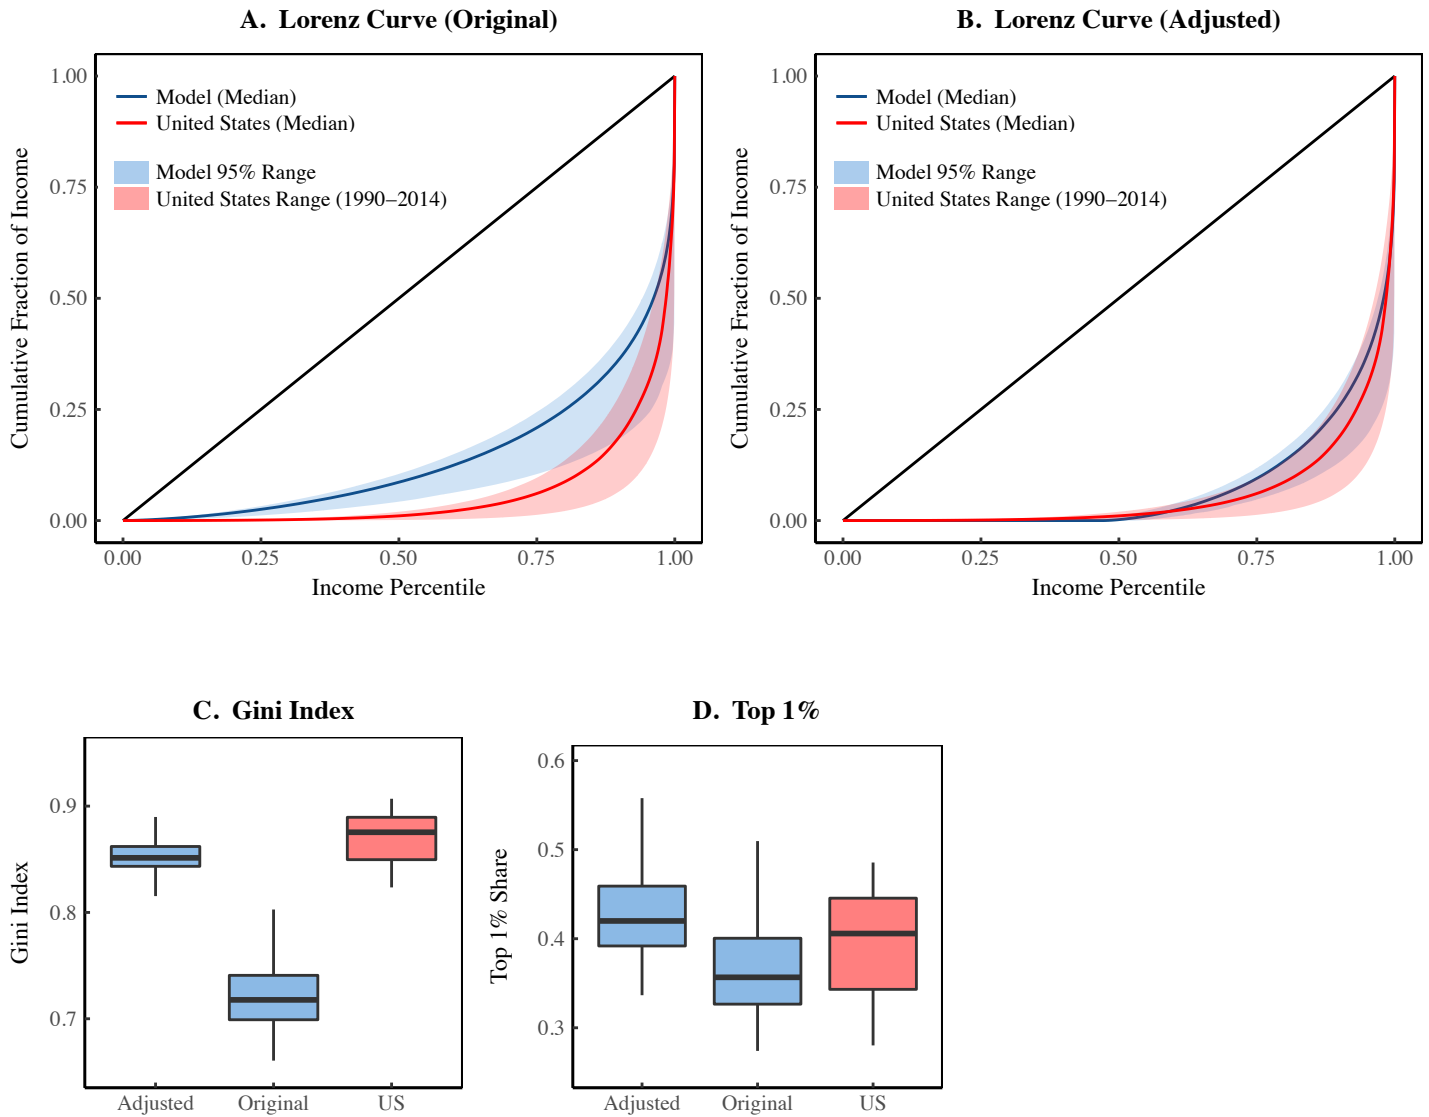 A. Lorenz Curve (Original)
1.00
0.75
0.50
0.25
0.00
Cumulative Fraction of Income
Model (Median)
United States (Median)
Model 95% Range
United States Range (1990–2014)
0.00 0.25 0.50 0.75 1.00
Income Percentile
B. Lorenz Curve (Adjusted)
1.00
0.75
0.50
0.25
0.00
Cumulative Fraction of Income
Model (Median)
United States (Median)
Model 95% Range
United States Range (1990–2014)
0.00 0.25 0.50 0.75 1.00
Income Percentile
C. Gini Index
0.9
0.8
0.7
Gini Index
Adjusted Original US
D. Top 1%
0.6
0.5
0.4
0.3
Top 1% Share
Adjusted Original US